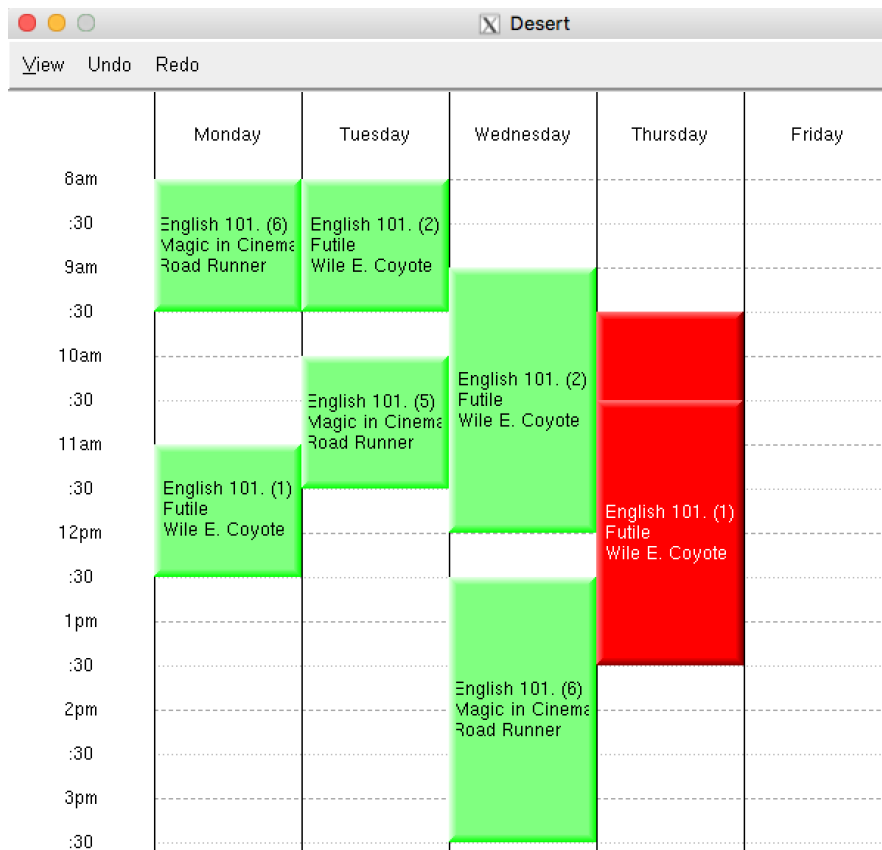 Desert
View Undo Redo
Monday Tuesday Wednesday Thursday Friday
8am
:30
9am
:30
10am
:30
11am
:30
12pm
:30
1pm
:30
2pm
:30
3pm
:30
English 101. (6)
Magic in Cinema
Road Runner
English 101. (1)
Futile
Wile E. Coyote
English 101. (2)
Futile
Wile E. Coyote
English 101. (5)
Magic in Cinema
Road Runner
English 101. (2)
Futile
Wile E. Coyote
English 101. (6)
Magic in Cinema
Road Runner
English 101. (1)
Futile
Wile E. Coyote